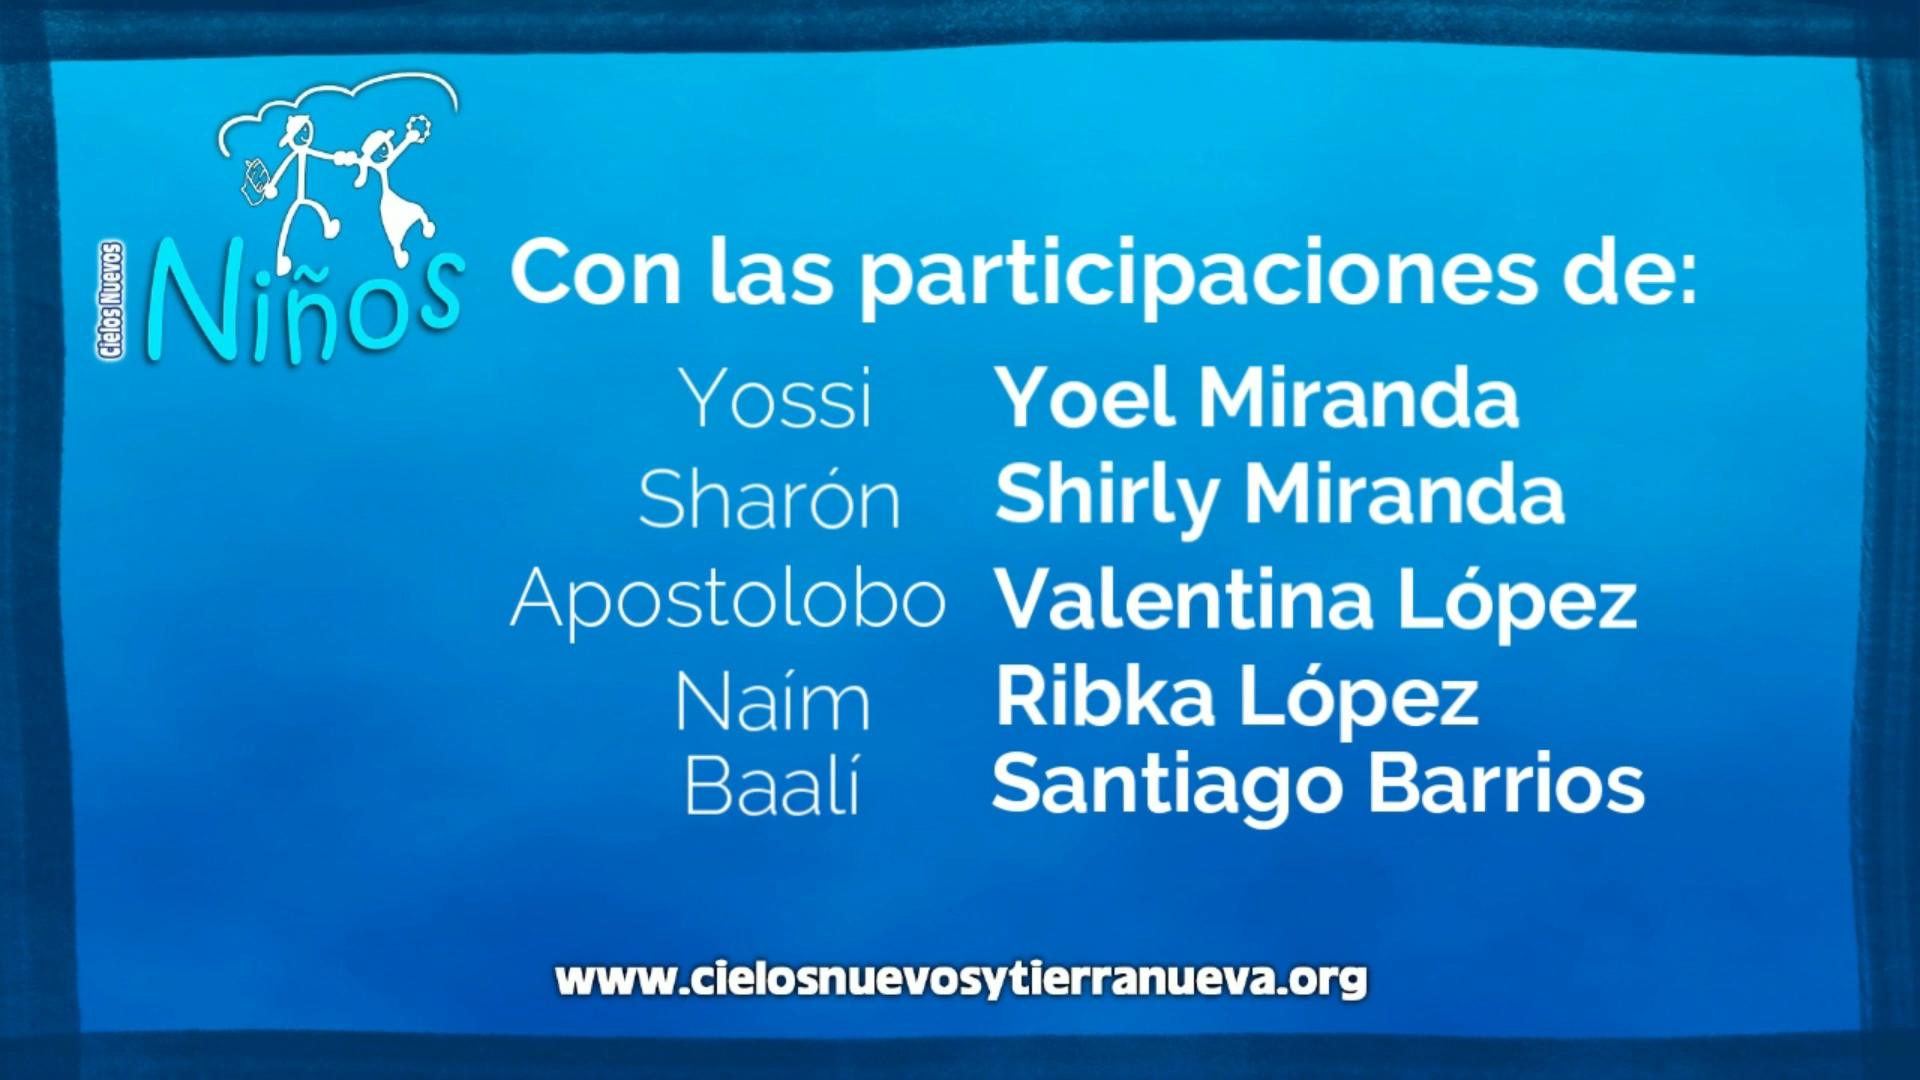 Cielos Nuevos
Niños
Con las participaciones de:
Yossi Yoel Miranda
Sharón Shirly Miranda
Apostolobo Valentina López
Naím Ribka López
Baalí Santiago Barrios
www.cielosnuevosytierranueva.org